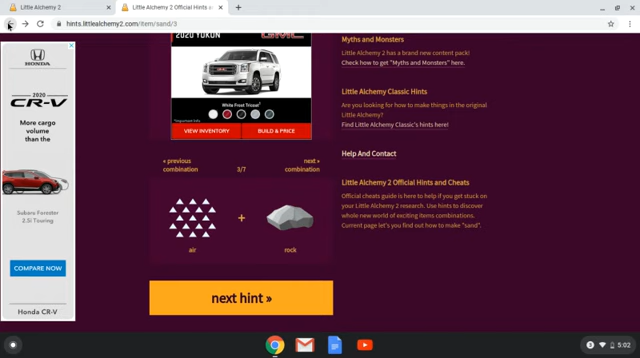 Little Alchemy 2
Little Alchemy 2 Official Hints an
hints.littlealchemy2.com/item/sand/3
HONDA
2020
CR-V
More cargo
volume
than the
Subaru Forester
2.5i Touring
COMPARE NOW
Honda CR-V
2020 YUKON
GMC
White Frost Tricoat
VIEW INVENTORY
BUILD & PRICE
« previous
combination
3/7
next »
combination
+
air
rock
next hint »
Myths and Monsters
Little Alchemy 2 has a brand new content pack!
Check how to get "Myths and Monsters" here.
Little Alchemy Classic Hints
Are you looking for how to make things in the original
Little Alchemy?
Find Little Alchemy Classic's hints here!
Help And Contact
Little Alchemy 2 Official Hints and Cheats
Official cheats guide is here to help if you get stuck on
your Little Alchemy 2 research. Use hints to discover
whole new world of exciting items combinations.
Current page let's you find out how to make "sand".
3
5:02